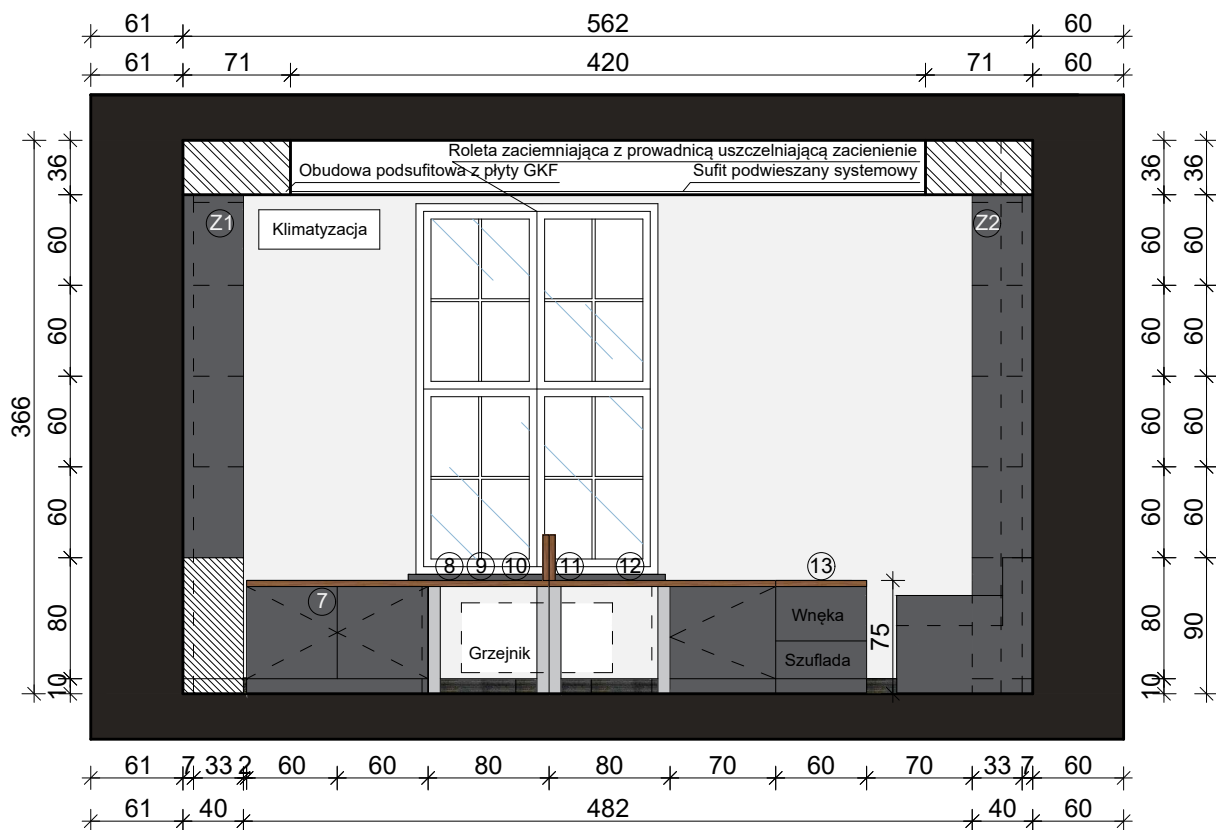 61 562 60
61 71 420 71 60
Roleta zaciemniająca z prowadnicą uszczelniającą zacienienie
Obudowa podsufitowa z płyty GKF Sufit podwieszany systemowy
Z1 Klimatyzacja Z2
36 36 36
60 60 60
60 60 60
366
60 60 60
60 60 60
8 9 10 11 12 13
7 Wnęka
80 75 80 90
Grzejnik Szuflada
10 10
61 7 33 2 60 60 80 80 70 60 70 33 7 60
61 40 482 40 60